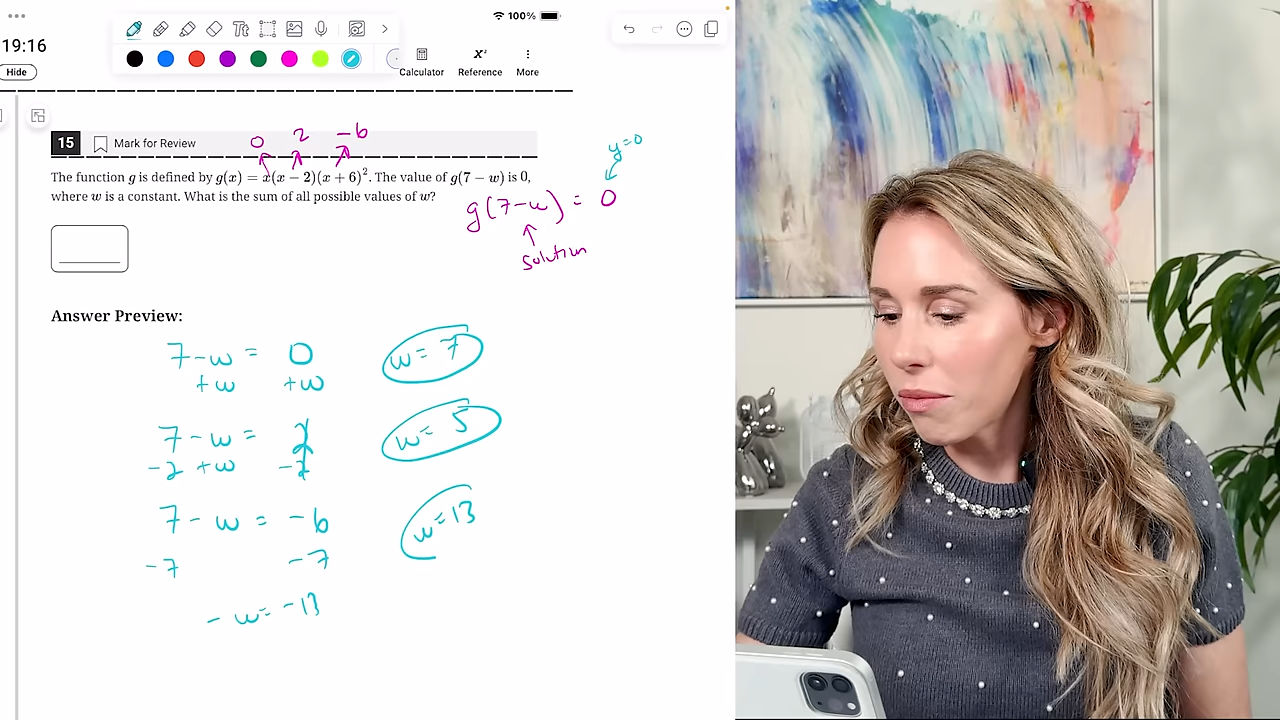 100%
19:16
Hide
Calculator
X² Reference
More
0 2 -6
15 Mark for Review
y=0
The function g is defined by g(x) = x(x − 2)(x + 6)². The value of g(7 − w) is 0,
where w is a constant. What is the sum of all possible values of w?
g(7-w) = 0
solution
Answer Preview:
7-w = 0
w=7
+w +w
7-w = 2
w=5
-2 +w -2
7-w = -6
w=13
-7 -7
-w=-13